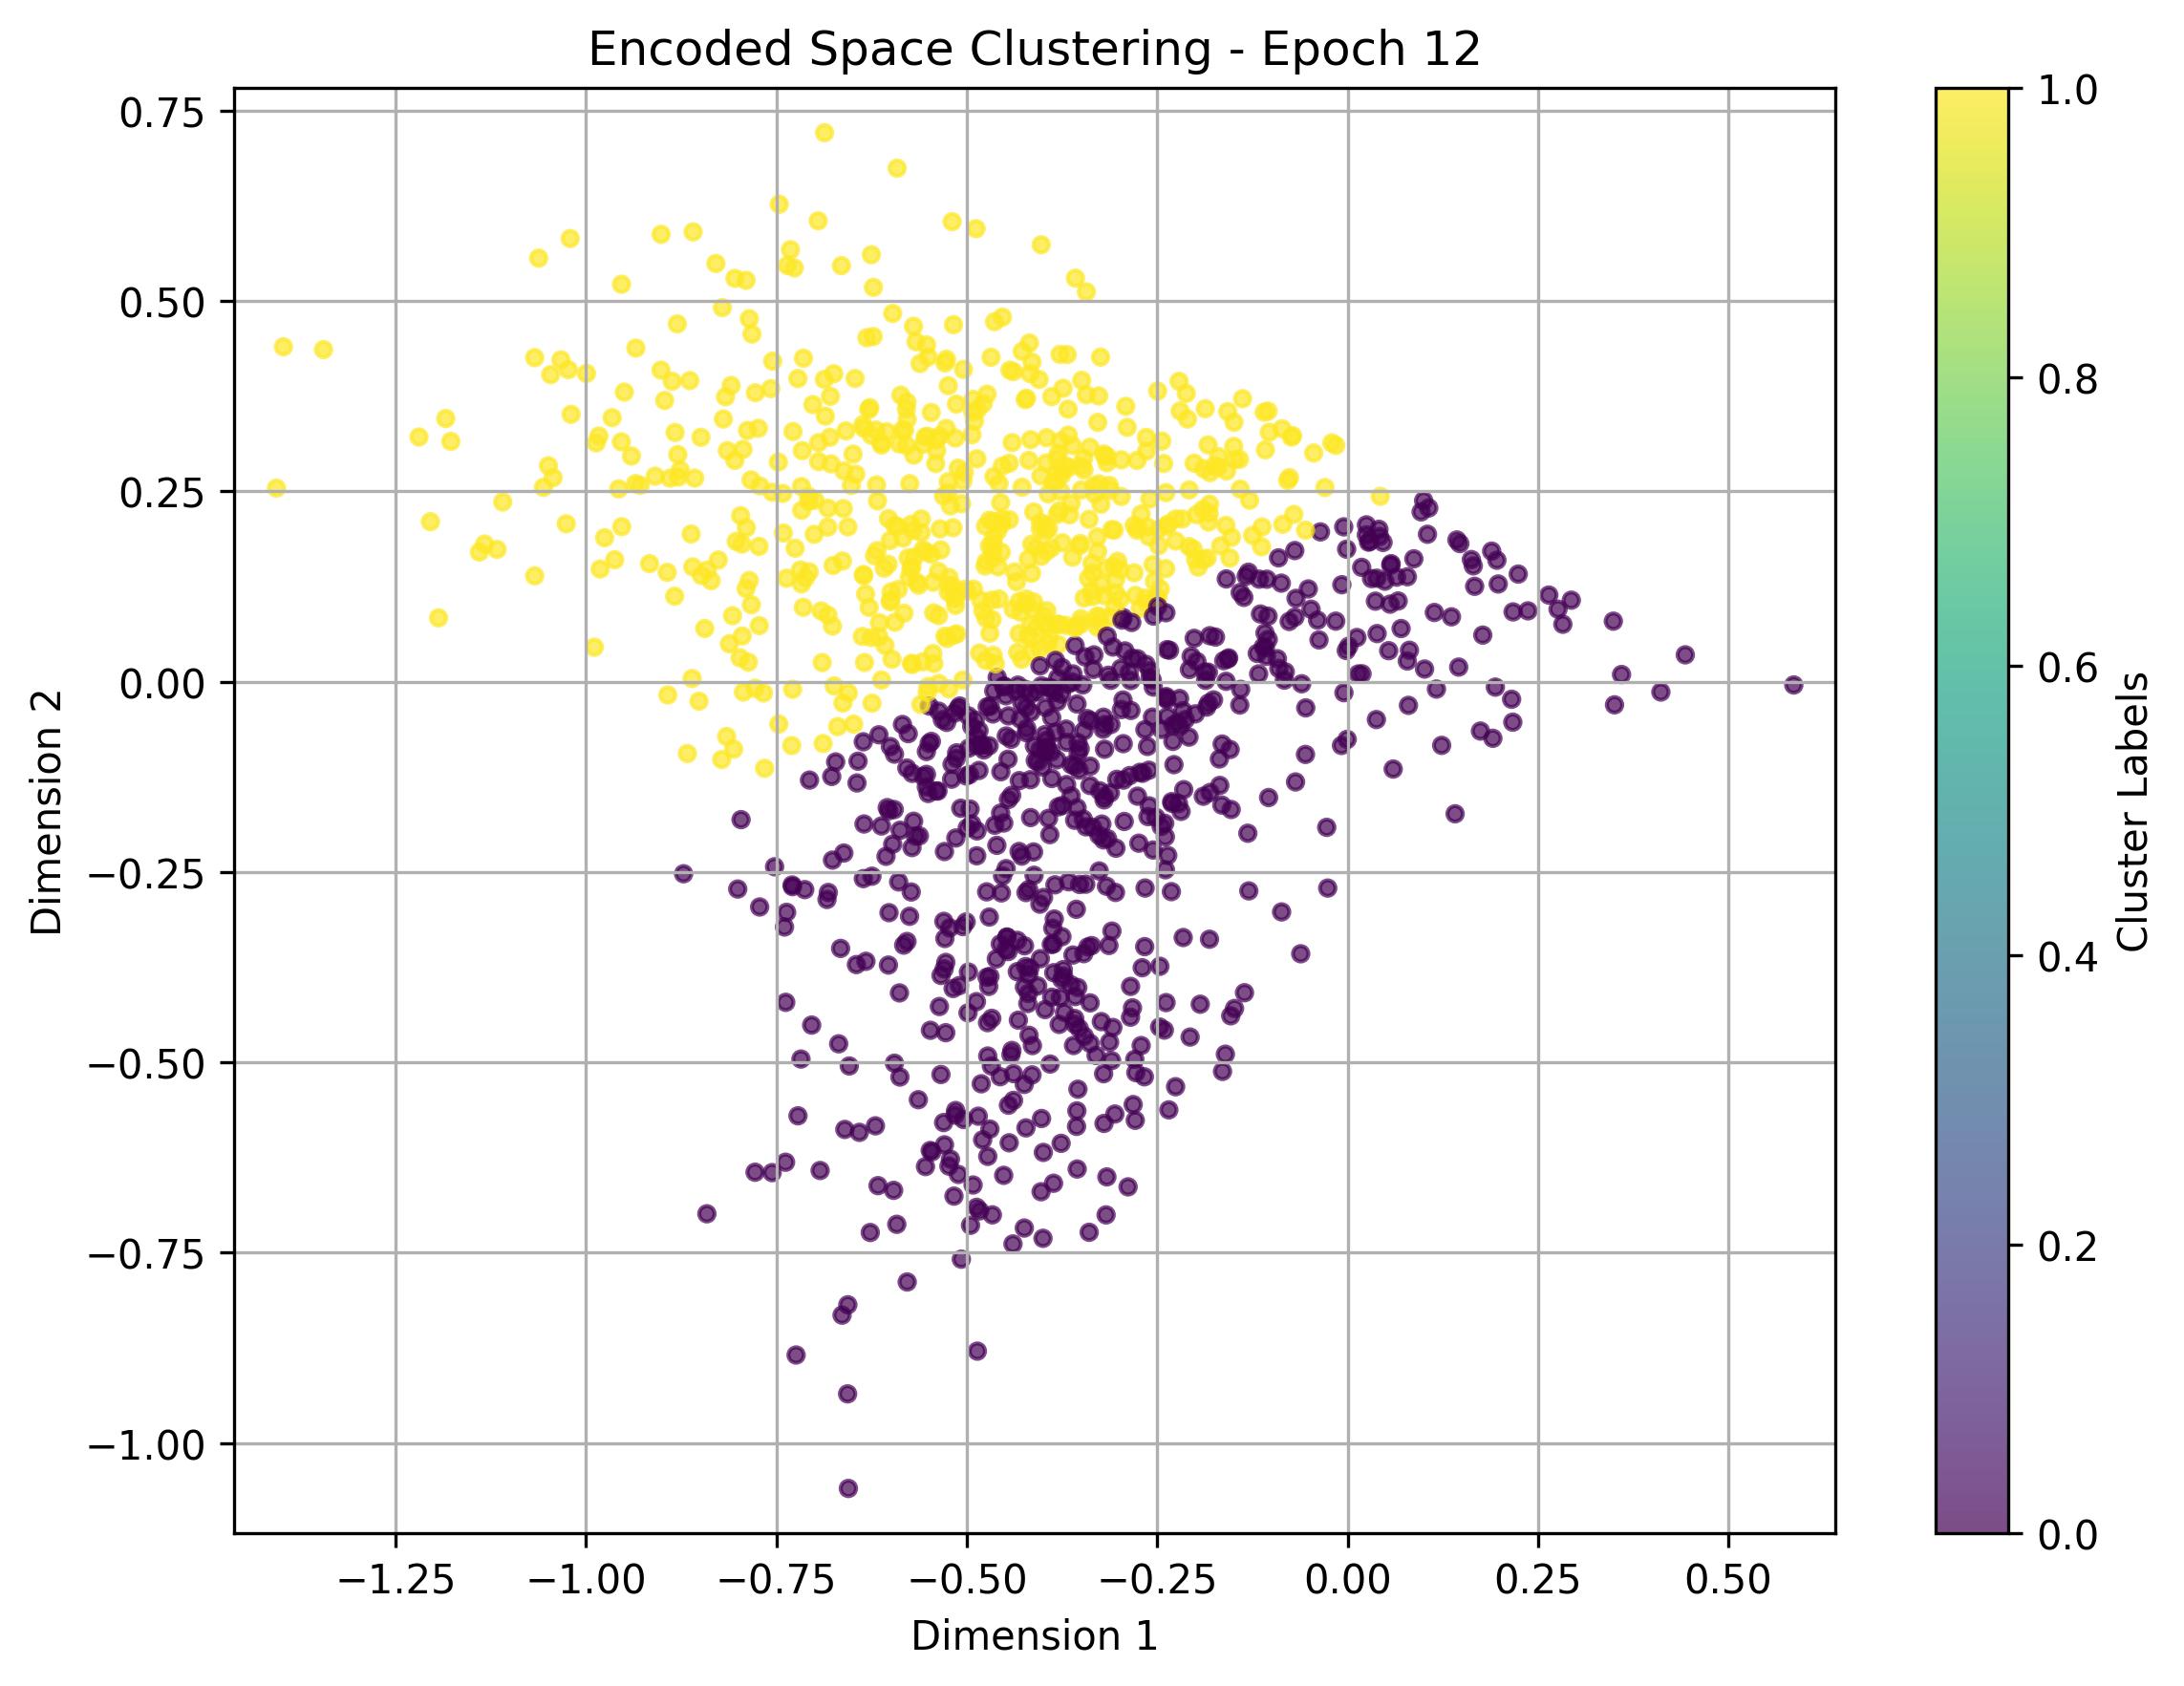 Encoded Space Clustering - Epoch 12
0.75
0.50
0.25
0.00
−0.25
−0.50
−0.75
−1.00
Dimension 2
−1.25 −1.00 −0.75 −0.50 −0.25 0.00 0.25 0.50
Dimension 1
1.0
0.8
0.6
0.4
0.2
0.0
Cluster Labels